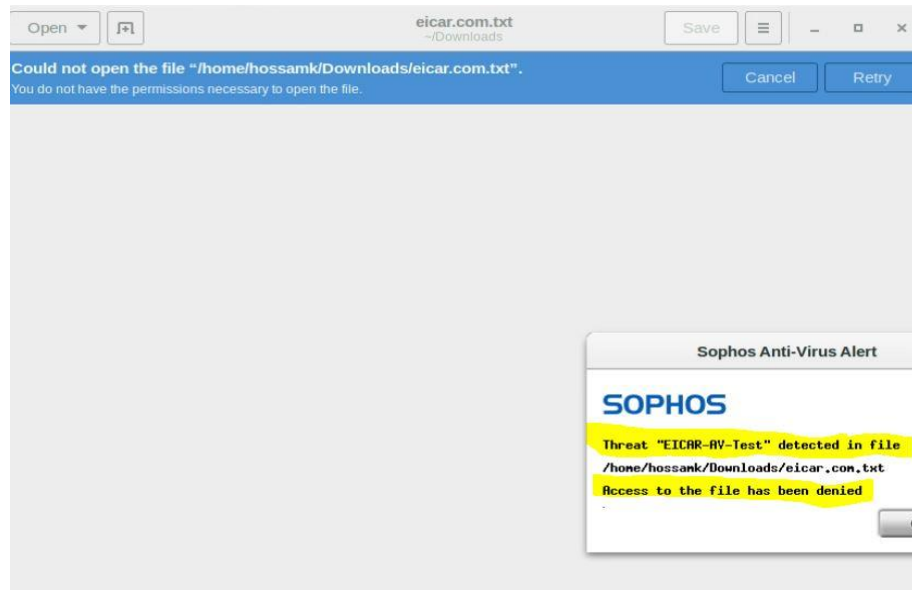 Open
eicar.com.txt
~/Downloads
Save
Could not open the file “/home/hossamk/Downloads/eicar.com.txt”.
You do not have the permissions necessary to open the file.
Cancel
Retry
Sophos Anti-Virus Alert
SOPHOS
Threat "EICAR-AV-Test" detected in file
/home/hossamk/Downloads/eicar.com.txt
Access to the file has been denied